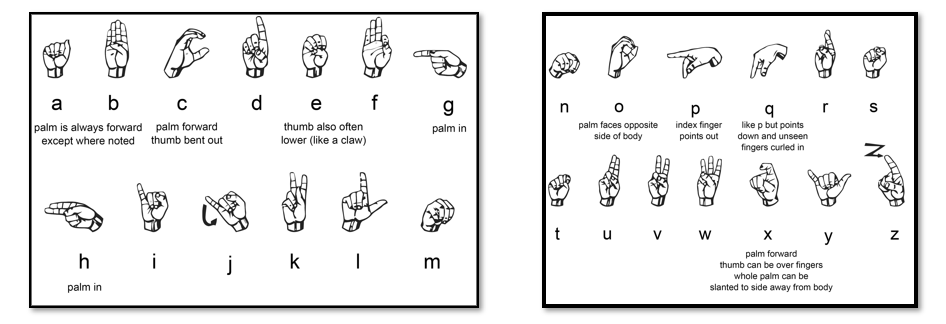 a b c d e f g
palm is always forward
except where noted
palm forward
thumb bent out
thumb also often
lower (like a claw)
palm in
h i j k l m
palm in
n o p q r s
palm faces opposite
side of body
index finger
points out
like p but points
down and unseen
fingers curled in
Z
t u v w x y z
palm forward
thumb can be over fingers
whole palm can be
slanted to side away from body